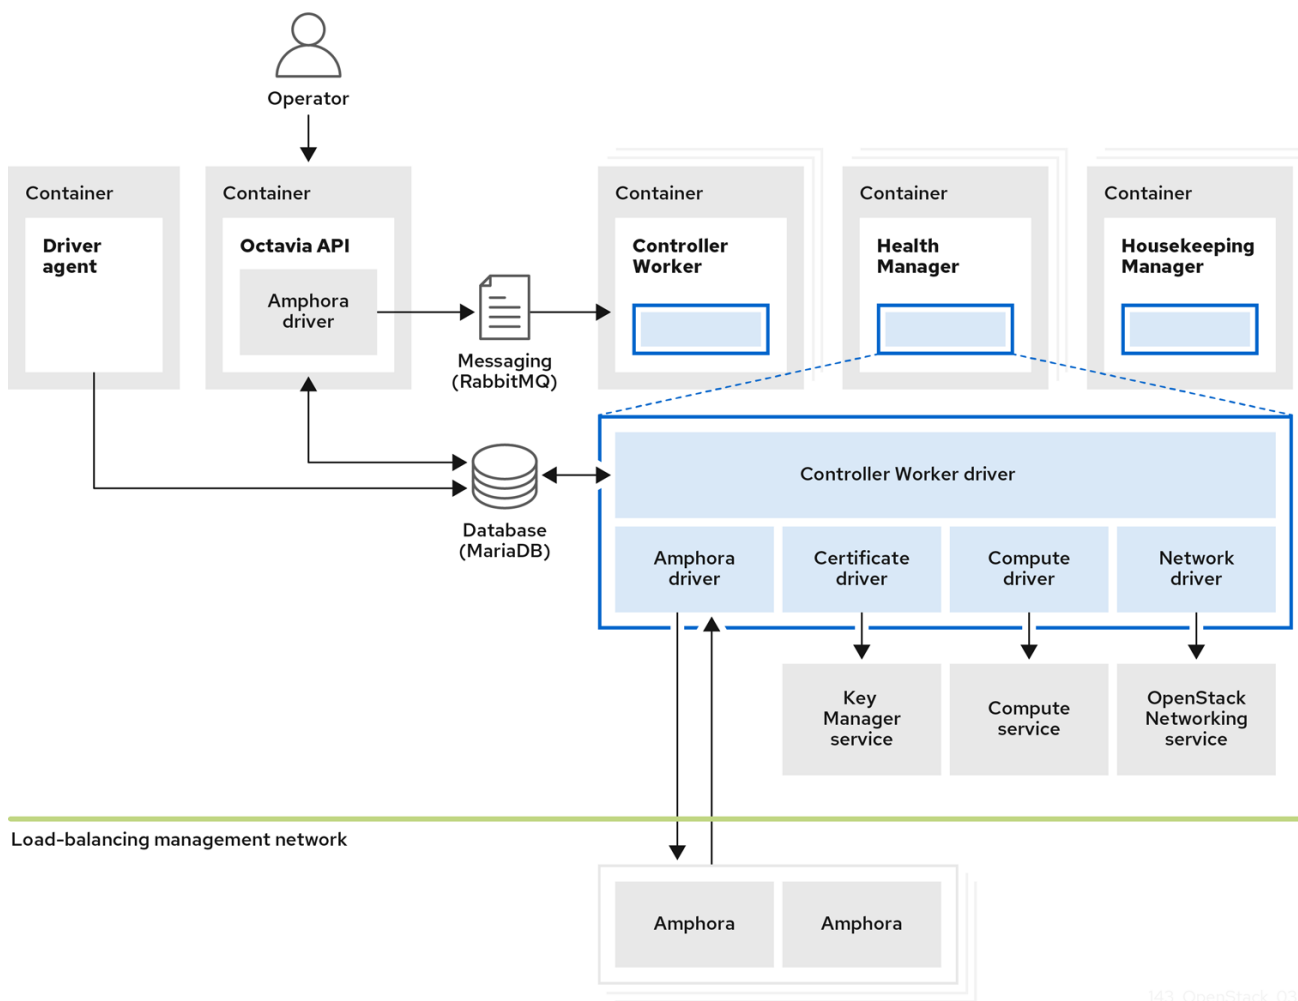 Operator
Container
Driver
agent
Container
Octavia API
Amphora
driver
Messaging
(RabbitMQ)
Container
Controller
Worker
Container
Health
Manager
Container
Housekeeping
Manager
Database
(MariaDB)
Controller Worker driver
Amphora
driver
Certificate
driver
Compute
driver
Network
driver
Key
Manager
service
Compute
service
OpenStack
Networking
service
Load-balancing management network
Amphora
Amphora
143_OpenStack_03